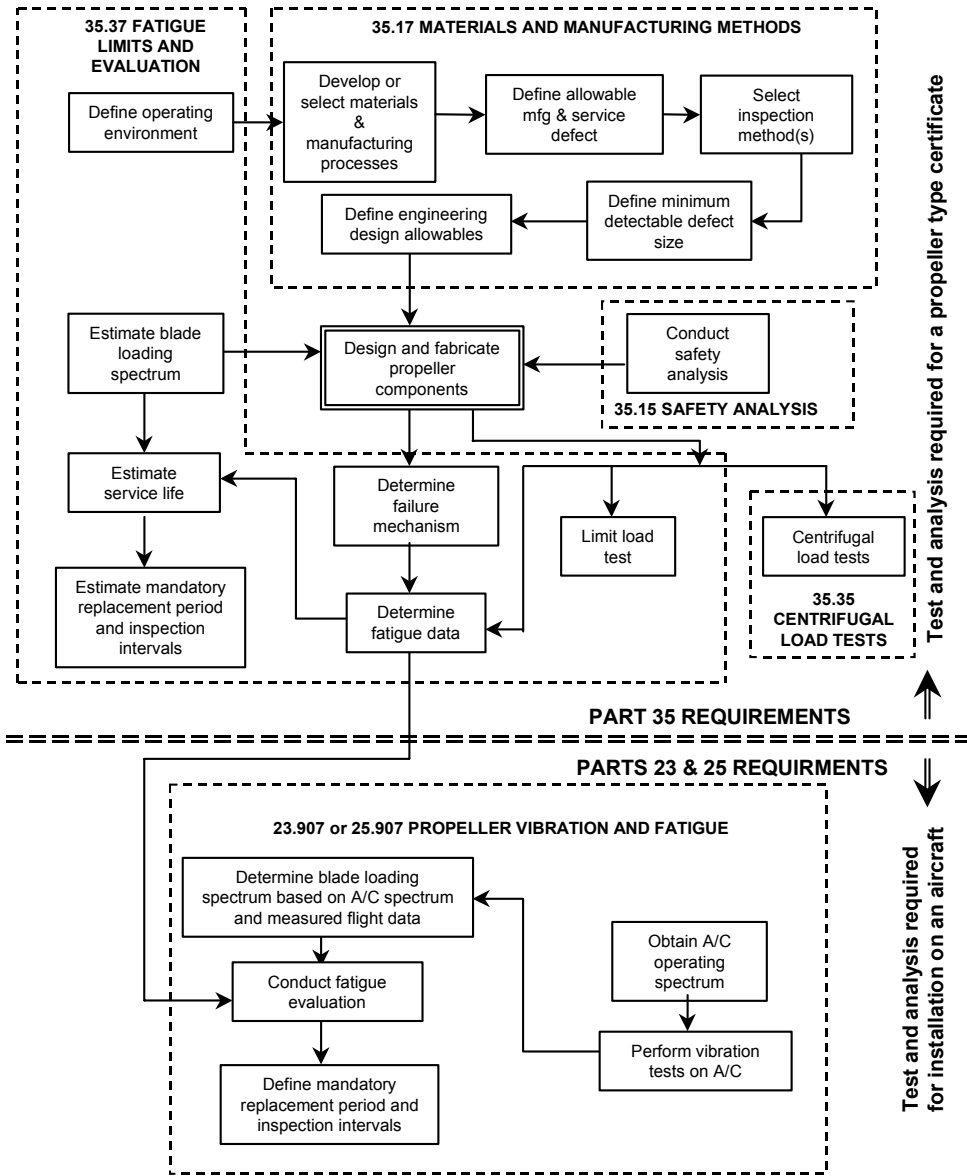 35.37 FATIGUE
LIMITS AND
EVALUATION
35.17 MATERIALS AND MANUFACTURING METHODS
Define operating
environment
Develop or
select materials
&
manufacturing
processes
Define allowable
mfg & service
defect
Select
inspection
method(s)
Define engineering
design allowables
Define minimum
detectable defect
size
Estimate blade
loading
spectrum
Design and fabricate
propeller
components
Conduct
safety
analysis
35.15 SAFETY ANALYSIS
Estimate
service life
Determine
failure
mechanism
Limit load
test
Centrifugal
load tests
Estimate mandatory
replacement period
and inspection
intervals
Determine
fatigue data
35.35
CENTRIFUGAL
LOAD TESTS
Test and analysis required for a propeller type certificate
PART 35 REQUIREMENTS
PARTS 23 & 25 REQUIRMENTS
23.907 or 25.907 PROPELLER VIBRATION AND FATIGUE
Determine blade loading
spectrum based on A/C spectrum
and measured flight data
Obtain A/C
operating
spectrum
Conduct fatigue
evaluation
Perform vibration
tests on A/C
Define mandatory
replacement period and
inspection intervals
Test and analysis required
for installation on an aircraft